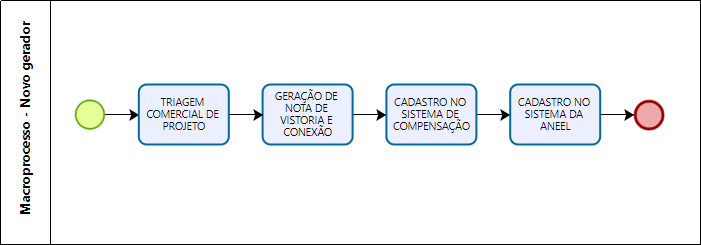 Macroprocesso - Novo gerador
TRIAGEM
COMERCIAL DE
PROJETO
GERAÇÃO DE
NOTA DE
VISTORIA E
CONEXÃO
CADASTRO NO
SISTEMA DE
COMPENSAÇÃO
CADASTRO NO
SISTEMA DA
ANEEL